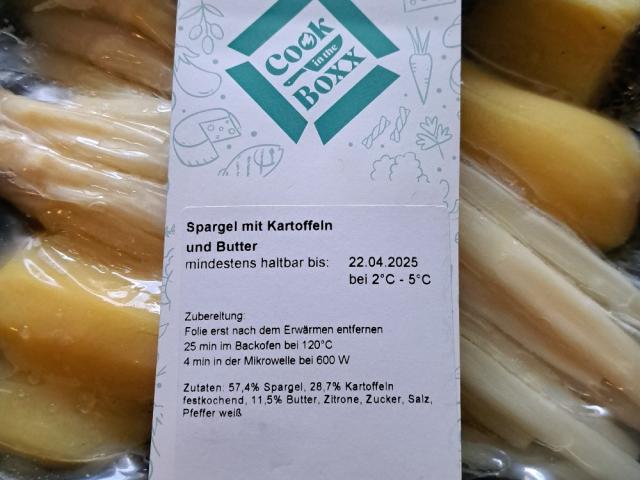 Cook
in the
BOXX
Spargel mit Kartoffeln
und Butter
mindestens haltbar bis: 22.04.2025
bei 2°C - 5°C
Zubereitung:
Folie erst nach dem Erwärmen entfernen
25 min im Backofen bei 120°C
4 min in der Mikrowelle bei 600 W
Zutaten: 57,4% Spargel, 28,7% Kartoffeln
festkochend, 11,5% Butter, Zitrone, Zucker, Salz,
Pfeffer weiß